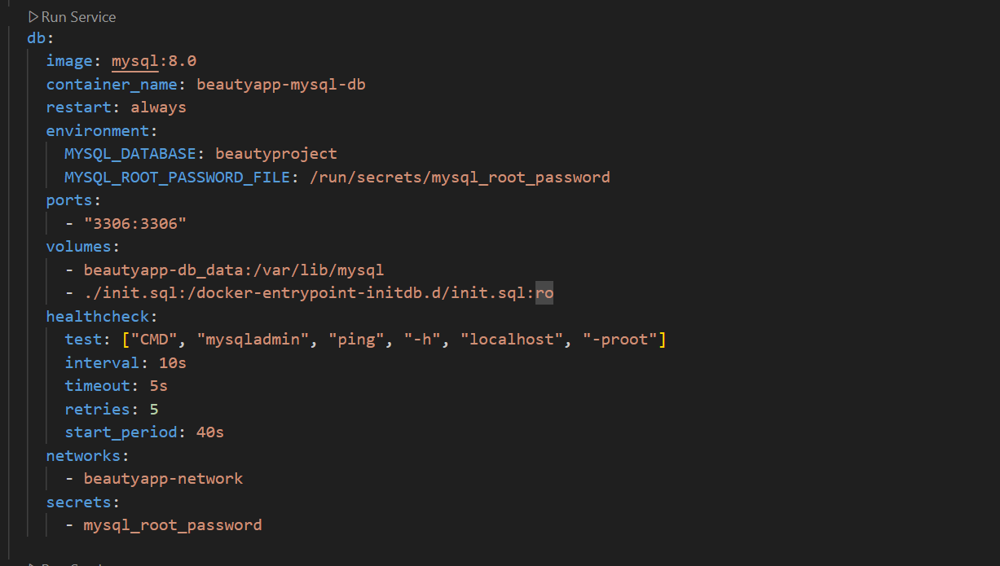 Run Service
db:
image: mysql:8.0
container_name: beautyapp-mysql-db
restart: always
environment:
MYSQL_DATABASE: beautyproject
MYSQL_ROOT_PASSWORD_FILE: /run/secrets/mysql_root_password
ports:
- "3306:3306"
volumes:
- beautyapp-db_data:/var/lib/mysql
- ./init.sql:/docker-entrypoint-initdb.d/init.sql:ro
healthcheck:
test: ["CMD", "mysqladmin", "ping", "-h", "localhost", "-proot"]
interval: 10s
timeout: 5s
retries: 5
start_period: 40s
networks:
- beautyapp-network
secrets:
- mysql_root_password